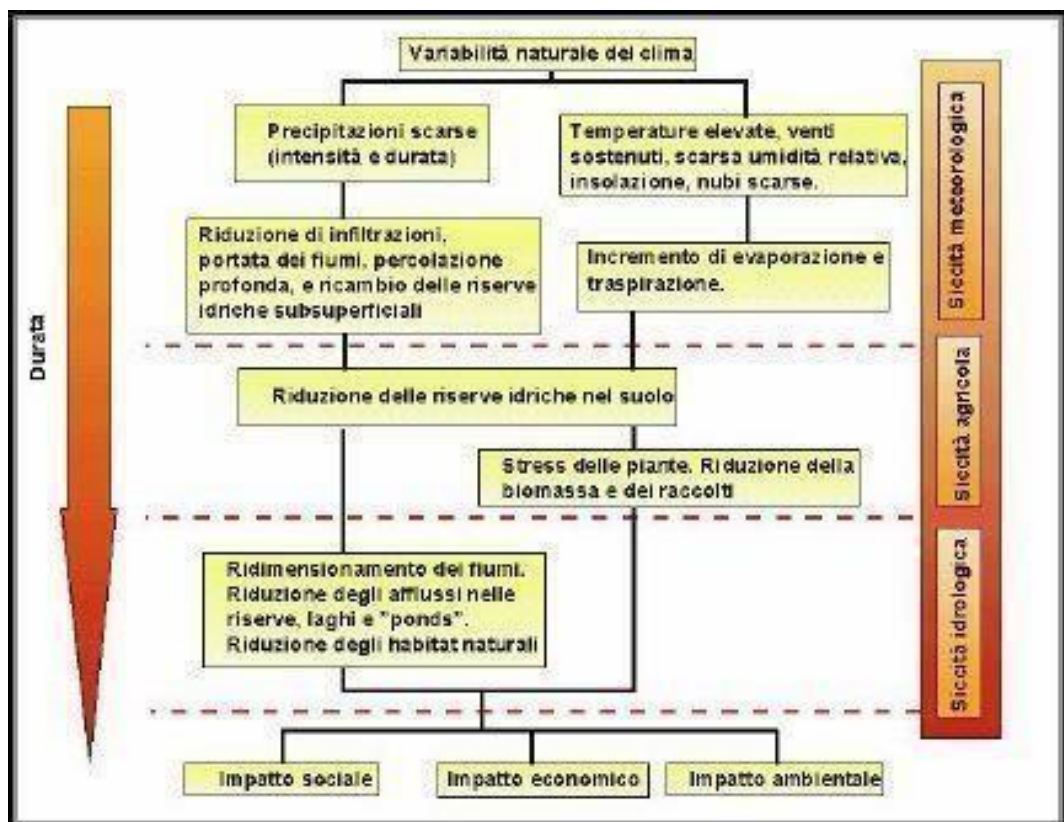 Variabilità naturale del clima
Precipitazioni scarse
(intensità e durata)
Temperature elevate, venti
sostenuti, scarsa umidità relativa,
insolazione, nubi scarse.
Siccità meteorologica
Riduzione di infiltrazioni,
portata dei fiumi, percolazione
profonda, e ricambio delle riserve
idriche subsuperficiali
Incremento di evaporazione e
traspirazione.
Durata
Riduzione delle riserve idriche nel suolo
Siccità agricola
Stress delle piante. Riduzione della
biomassa e dei raccolti
Ridimensionamento dei fiumi.
Riduzione degli afflussi nelle
riserve, laghi e "ponds".
Riduzione degli habitat naturali
Siccità idrologica
Impatto sociale
Impatto economico
Impatto ambientale